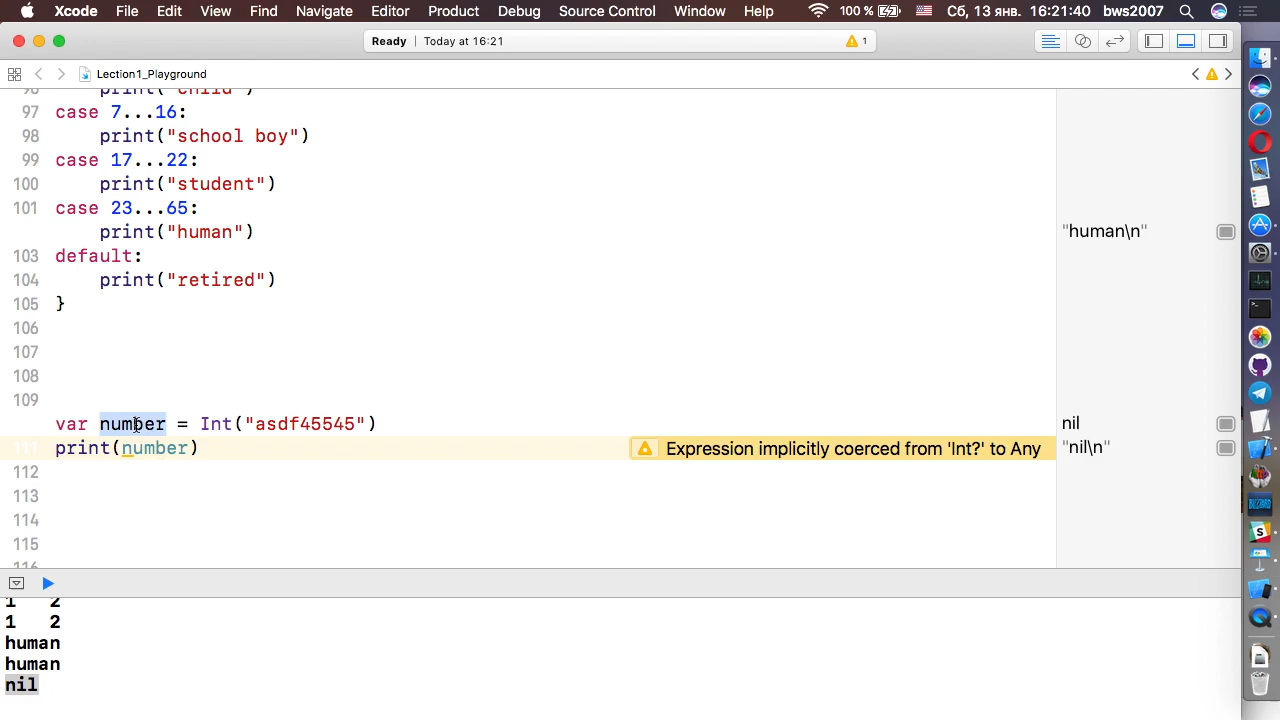 Xcode File Edit View Find Navigate Editor Product Debug Source Control Window Help 100 % Сб, 13 янв. 16:21:40 bws2007
Ready | Today at 16:21 1
Lection1_Playground
96 print("child")
97 case 7...16:
98 print("school boy")
99 case 17...22:
100 print("student")
101 case 23...65:
print("human") "human\n"
103 default:
104 print("retired")
105 }
106
107
108
109
var number = Int("asdf45545") nil
111 print(number) Expression implicitly coerced from 'Int?' to Any "nil\n"
112
113
114
115
116
1 2
1 2
human
human
nil